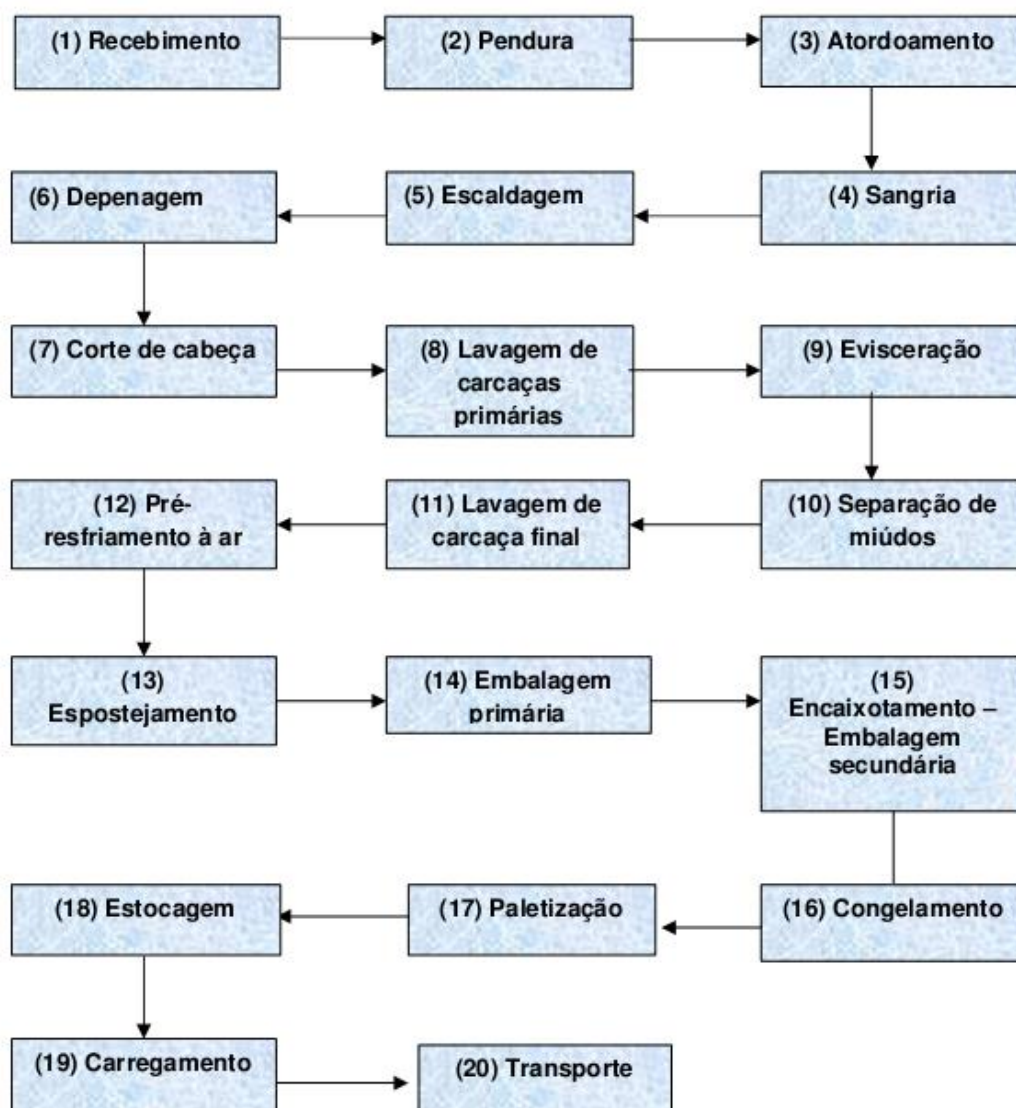 (1) Recebimento
(2) Pendura
(3) Atordoamento
(4) Sangria
(5) Escaldagem
(6) Depenagem
(7) Corte de cabeça
(8) Lavagem de
carcaças
primárias
(9) Evisceração
(10) Separação de
miúdos
(11) Lavagem de
carcaça final
(12) Pré-
resfriamento à ar
(13)
Espostejamento
(14) Embalagem
primária
(15)
Encaixotamento –
Embalagem
secundária
(16) Congelamento
(17) Paletização
(18) Estocagem
(19) Carregamento
(20) Transporte